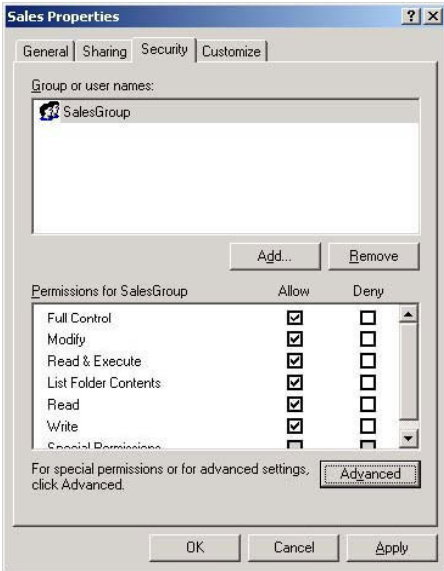 Sales Properties
General Sharing Security Customize
Group or user names:
SalesGroup
Add... Remove
Permissions for SalesGroup Allow Deny
Full Control
Modify
Read & Execute
List Folder Contents
Read
Write
Special Permissions
For special permissions or for advanced settings, click Advanced.
Advanced
OK Cancel Apply